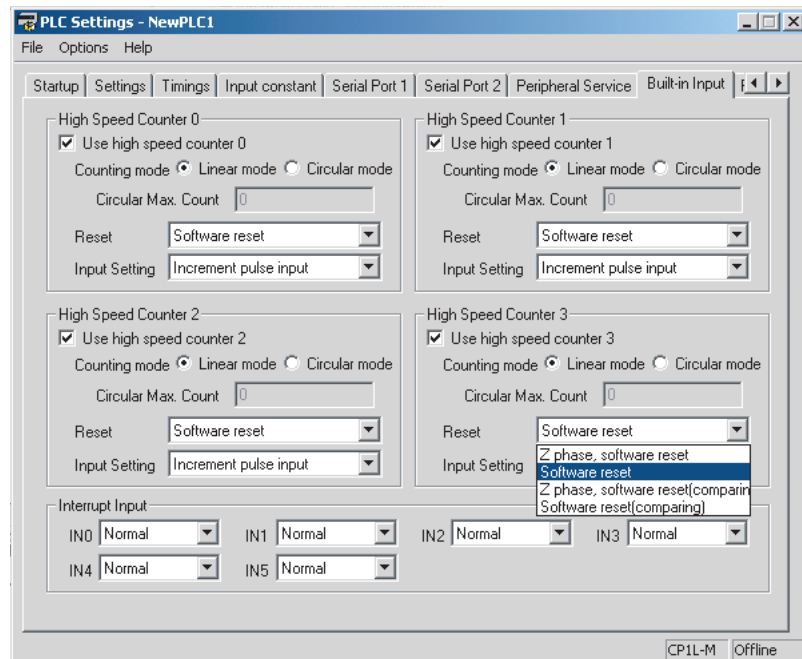 PLC Settings - NewPLC1
File Options Help
Startup Settings Timings Input constant Serial Port 1 Serial Port 2 Peripheral Service Built-in Input
High Speed Counter 0
Use high speed counter 0
Counting mode Linear mode Circular mode
Circular Max. Count 0
Reset Software reset
Input Setting Increment pulse input
High Speed Counter 1
Use high speed counter 1
Counting mode Linear mode Circular mode
Circular Max. Count 0
Reset Software reset
Input Setting Increment pulse input
High Speed Counter 2
Use high speed counter 2
Counting mode Linear mode Circular mode
Circular Max. Count 0
Reset Software reset
Input Setting Increment pulse input
High Speed Counter 3
Use high speed counter 3
Counting mode Linear mode Circular mode
Circular Max. Count 0
Reset Software reset
Z phase, software reset
Software reset
Z phase, software reset(comparin
Software reset(comparing)
Input Setting
Interrupt Input
IN0 Normal IN1 Normal IN2 Normal IN3 Normal
IN4 Normal IN5 Normal
CP1L-M Offline